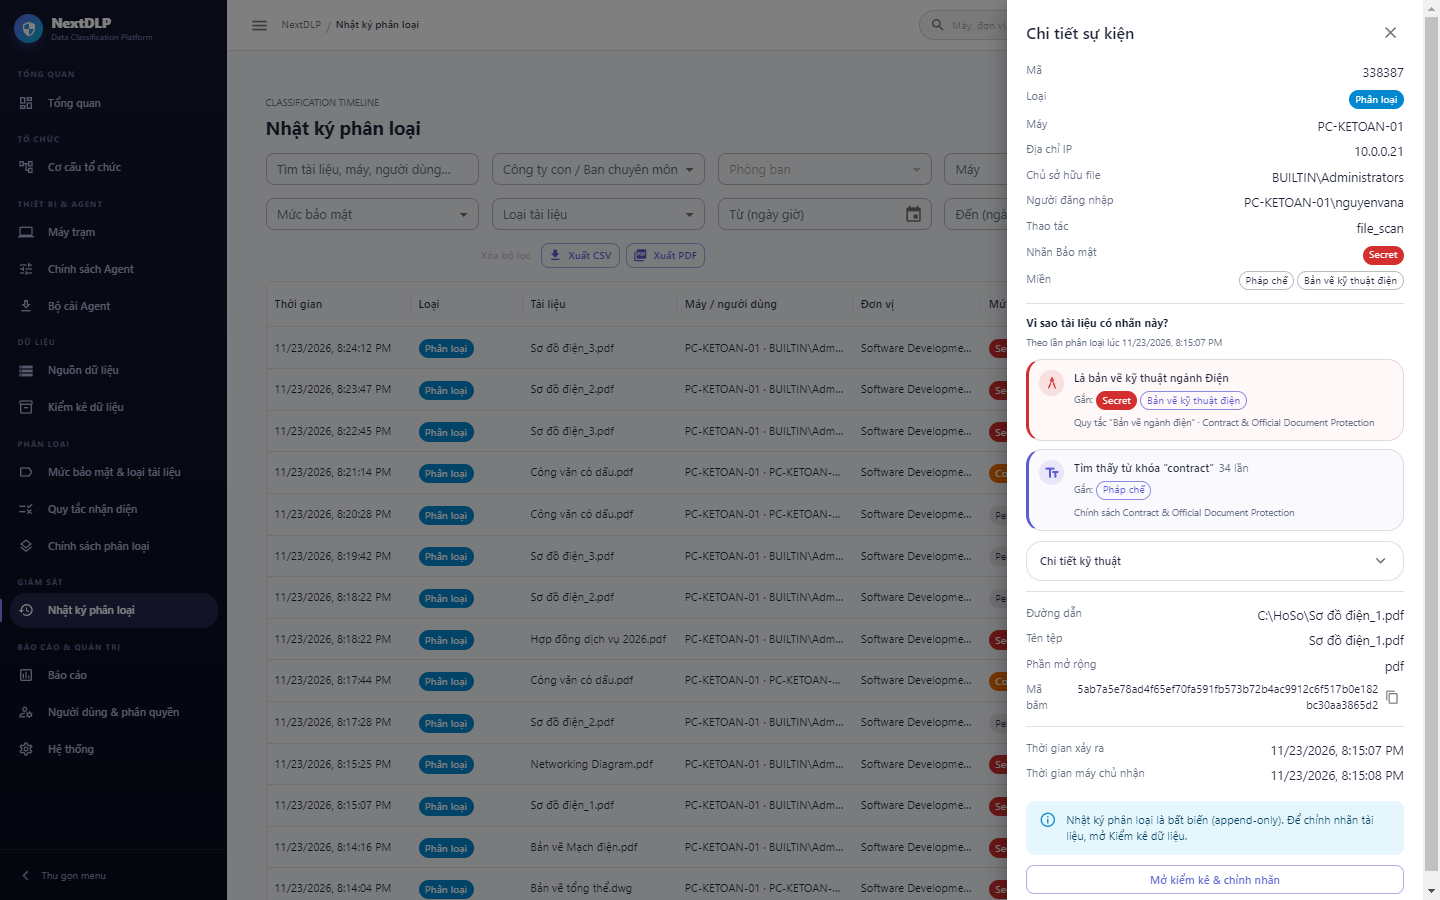 NextDLP
Data Classification Platform
TỔNG QUAN
Tổng quan
TỔ CHỨC
Cơ cấu tổ chức
THIẾT BỊ & AGENT
Máy trạm
Chính sách Agent
Bộ cài Agent
DỮ LIỆU
Nguồn dữ liệu
Kiểm kê dữ liệu
PHÂN LOẠI
Mức bảo mật & loại tài liệu
Quy tắc nhận diện
Chính sách phân loại
GIÁM SÁT
Nhật ký phân loại
BÁO CÁO & QUẢN TRỊ
Báo cáo
Người dùng & phân quyền
Hệ thống
Thu gọn menu
NextDLP / Nhật ký phân loại
Máy, đơn vị
CLASSIFICATION TIMELINE
Nhật ký phân loại
Tìm tài liệu, máy, người dùng...
Công ty con / Ban chuyên môn
Phòng ban
Máy
Mức bảo mật
Loại tài liệu
Từ (ngày giờ)
Đến (ngà
Xóa bộ lọc
Xuất CSV
Xuất PDF
Thời gian Loại Tài liệu Máy / người dùng Đơn vị Mứ
11/23/2026, 8:24:12 PM Phân loại Sơ đồ điện_3.pdf PC-KETOAN-01 · BUILTIN\Adm... Software Developme... Se
11/23/2026, 8:23:47 PM Phân loại Sơ đồ điện_2.pdf PC-KETOAN-01 · BUILTIN\Adm... Software Developme... Se
11/23/2026, 8:22:45 PM Phân loại Sơ đồ điện_3.pdf PC-KETOAN-01 · BUILTIN\Adm... Software Developme... Se
11/23/2026, 8:21:14 PM Phân loại Công văn có dấu.pdf PC-KETOAN-01 · BUILTIN\Adm... Software Developme... Co
11/23/2026, 8:20:28 PM Phân loại Công văn có dấu.pdf PC-KETOAN-01 · PC-KETOAN-... Software Developme... Pe
11/23/2026, 8:19:42 PM Phân loại Sơ đồ điện_3.pdf PC-KETOAN-01 · PC-KETOAN-... Software Developme... Pe
11/23/2026, 8:18:22 PM Phân loại Sơ đồ điện_2.pdf PC-KETOAN-01 · PC-KETOAN-... Software Developme... Pe
11/23/2026, 8:18:22 PM Phân loại Hợp đồng dịch vụ 2026.pdf PC-KETOAN-01 · BUILTIN\Adm... Software Developme... Se
11/23/2026, 8:17:44 PM Phân loại Công văn có dấu.pdf PC-KETOAN-01 · PC-KETOAN-... Software Developme... Co
11/23/2026, 8:17:28 PM Phân loại Sơ đồ điện_2.pdf PC-KETOAN-01 · BUILTIN\Adm... Software Developme... Pe
11/23/2026, 8:15:25 PM Phân loại Networking Diagram.pdf PC-KETOAN-01 · BUILTIN\Adm... Software Developme... Se
11/23/2026, 8:15:07 PM Phân loại Sơ đồ điện_1.pdf PC-KETOAN-01 · BUILTIN\Adm... Software Developme... Se
11/23/2026, 8:14:16 PM Phân loại Bản vẽ Mạch điện.pdf PC-KETOAN-01 · BUILTIN\Adm... Software Developme... Se
11/23/2026, 8:14:04 PM Phân loại Bản vẽ tổng thể.dwg PC-KETOAN-01 · PC-KETOAN-... Software Developme... Se
Chi tiết sự kiện
Mã 338387
Loại Phân loại
Máy PC-KETOAN-01
Địa chỉ IP 10.0.0.21
Chủ sở hữu file BUILTIN\Administrators
Người đăng nhập PC-KETOAN-01\nguyenvana
Thao tác file_scan
Nhãn Bảo mật Secret
Miền Pháp chế Bản vẽ kỹ thuật điện
Vì sao tài liệu có nhãn này?
Theo lần phân loại lúc 11/23/2026, 8:15:07 PM
Là bản vẽ kỹ thuật ngành Điện
Gắn: Secret Bản vẽ kỹ thuật điện
Quy tắc “Bản vẽ ngành điện” · Contract & Official Document Protection
Tìm thấy từ khóa “contract” 34 lần
Gắn: Pháp chế
Chính sách Contract & Official Document Protection
Chi tiết kỹ thuật
Đường dẫn C:\HoSo\Sơ đồ điện_1.pdf
Tên tệp Sơ đồ điện_1.pdf
Phần mở rộng pdf
Mã băm 5ab7a5e78ad4f65ef70fa591fb573b72b4ac9912c6f517b0e182
bc30aa3865d2
Thời gian xảy ra 11/23/2026, 8:15:07 PM
Thời gian máy chủ nhận 11/23/2026, 8:15:08 PM
Nhật ký phân loại là bất biến (append-only). Để chỉnh nhãn tài
liệu, mở Kiểm kê dữ liệu.
Mở kiểm kê & chỉnh nhãn